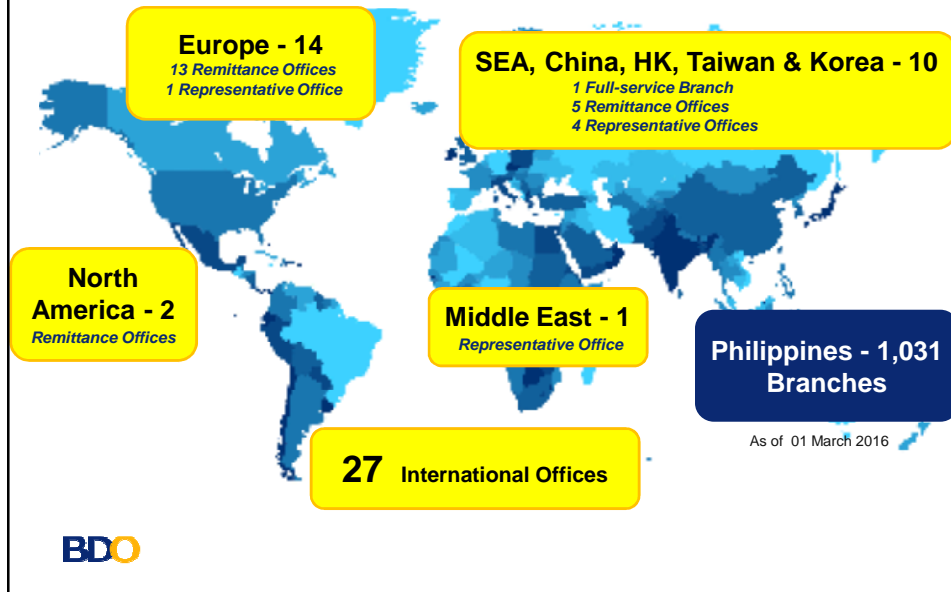 Europe - 14
13 Remittance Offices
1 Representative Office
SEA, China, HK, Taiwan & Korea - 10
1 Full-service Branch
5 Remittance Offices
4 Representative Offices
North
America - 2
Remittance Offices
Middle East - 1
Representative Office
Philippines - 1,031
Branches
As of 01 March 2016
27 International Offices
BDO